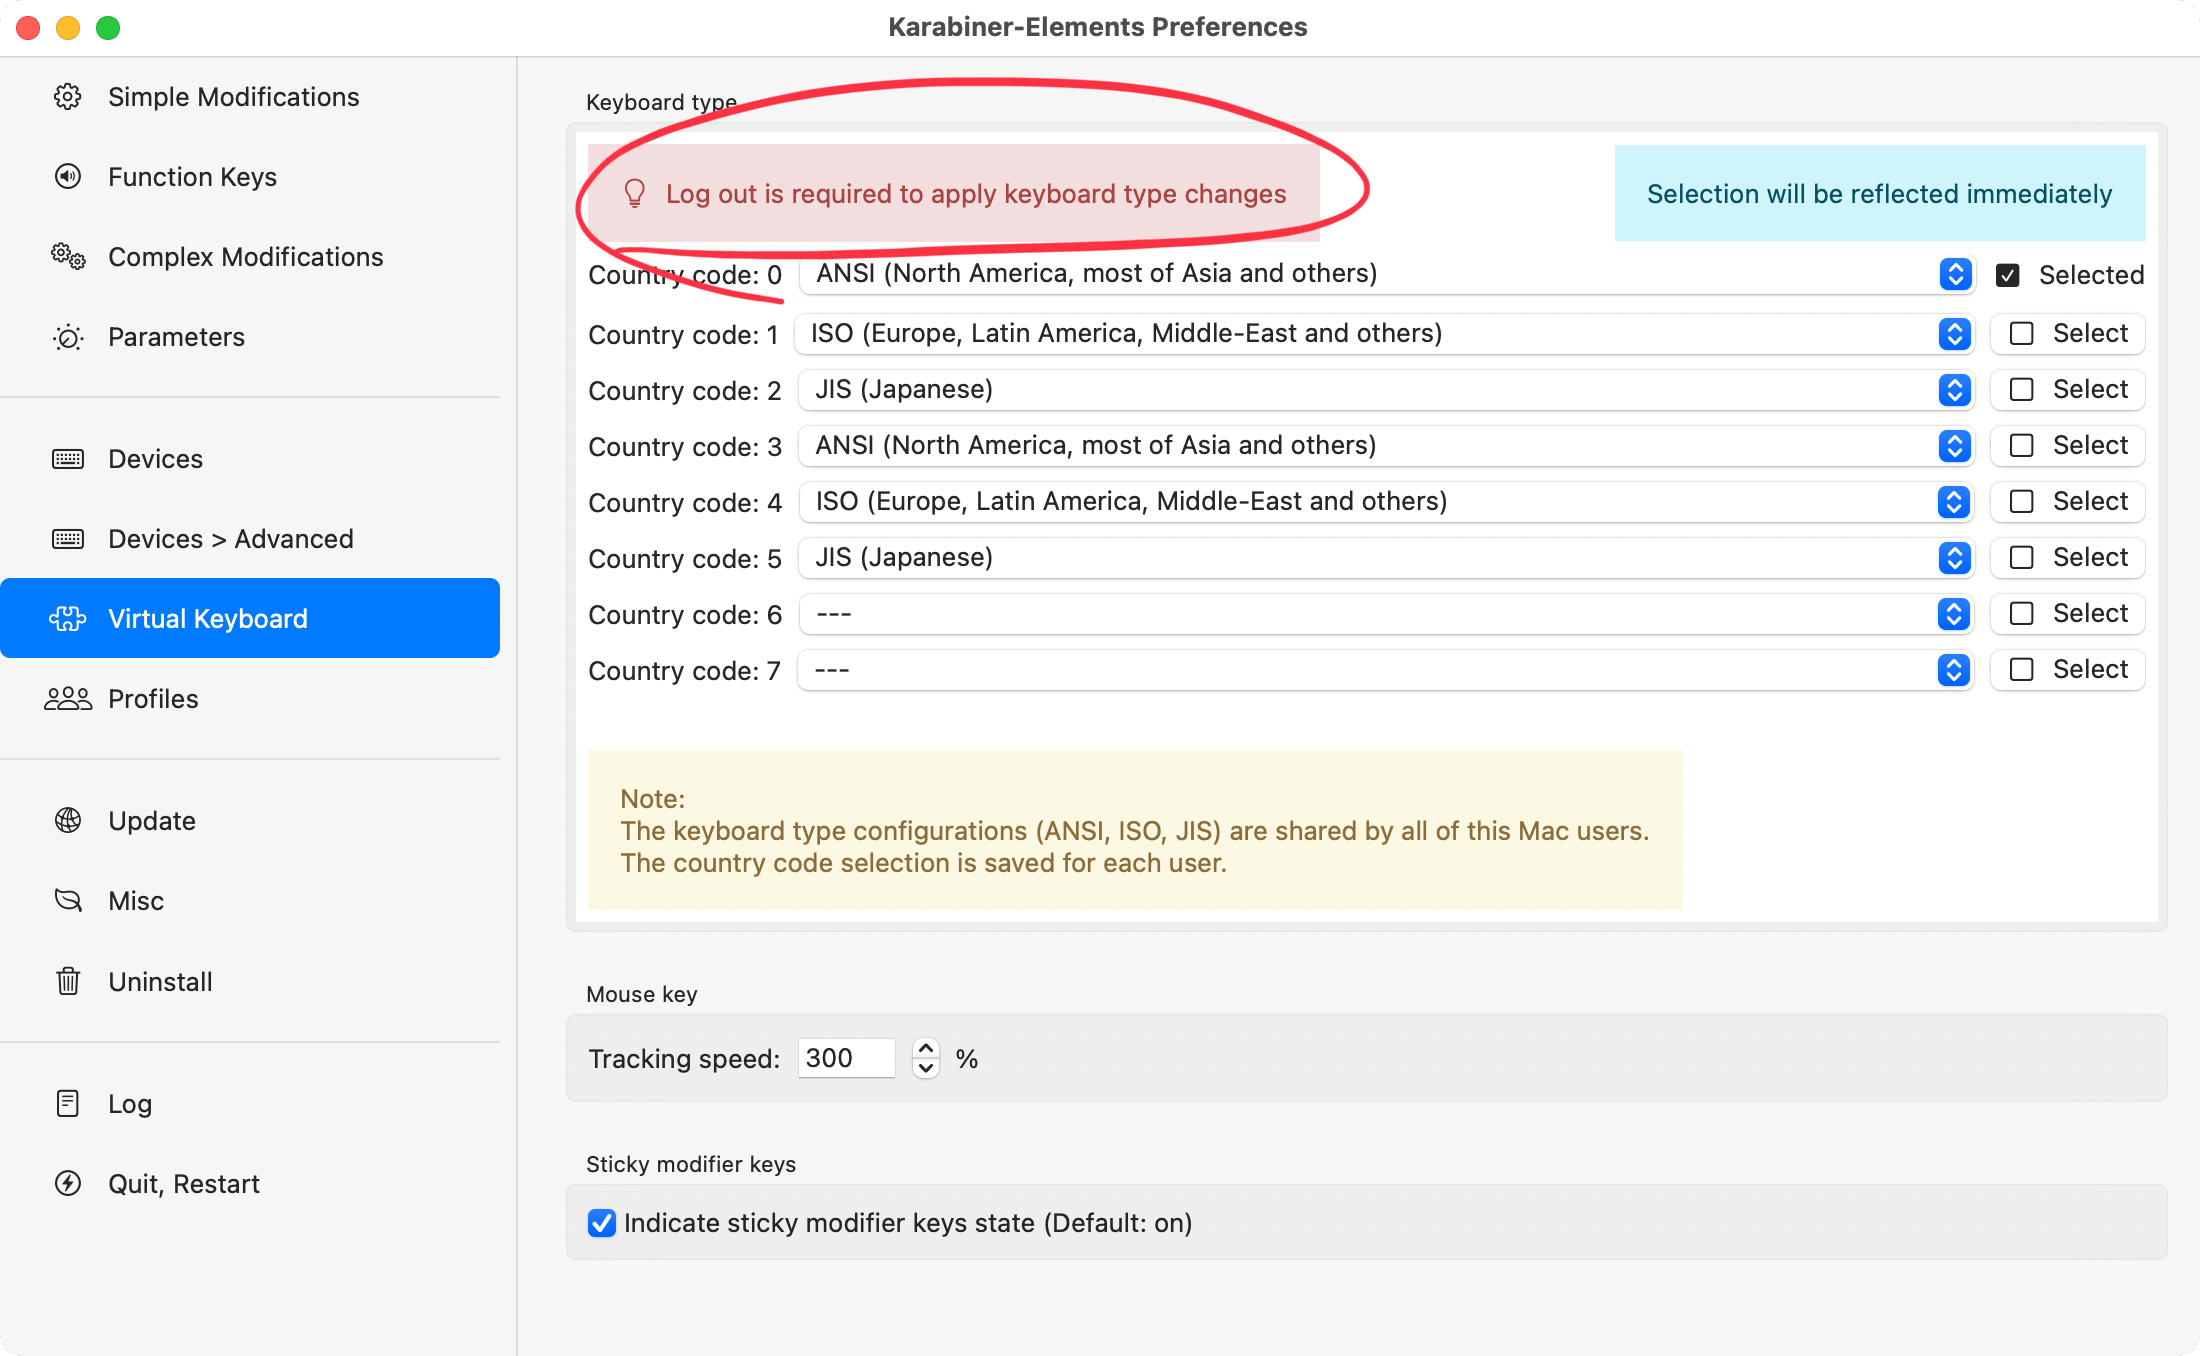 Karabiner-Elements Preferences
Simple Modifications
Function Keys
Complex Modifications
Parameters
Devices
Devices > Advanced
Virtual Keyboard
Profiles
Update
Misc
Uninstall
Log
Quit, Restart
Keyboard type
Log out is required to apply keyboard type changes
Selection will be reflected immediately
Country code: 0 ANSI (North America, most of Asia and others) Selected
Country code: 1 ISO (Europe, Latin America, Middle-East and others) Select
Country code: 2 JIS (Japanese) Select
Country code: 3 ANSI (North America, most of Asia and others) Select
Country code: 4 ISO (Europe, Latin America, Middle-East and others) Select
Country code: 5 JIS (Japanese) Select
Country code: 6 --- Select
Country code: 7 --- Select
Note:
The keyboard type configurations (ANSI, ISO, JIS) are shared by all of this Mac users.
The country code selection is saved for each user.
Mouse key
Tracking speed: 300 %
Sticky modifier keys
Indicate sticky modifier keys state (Default: on)